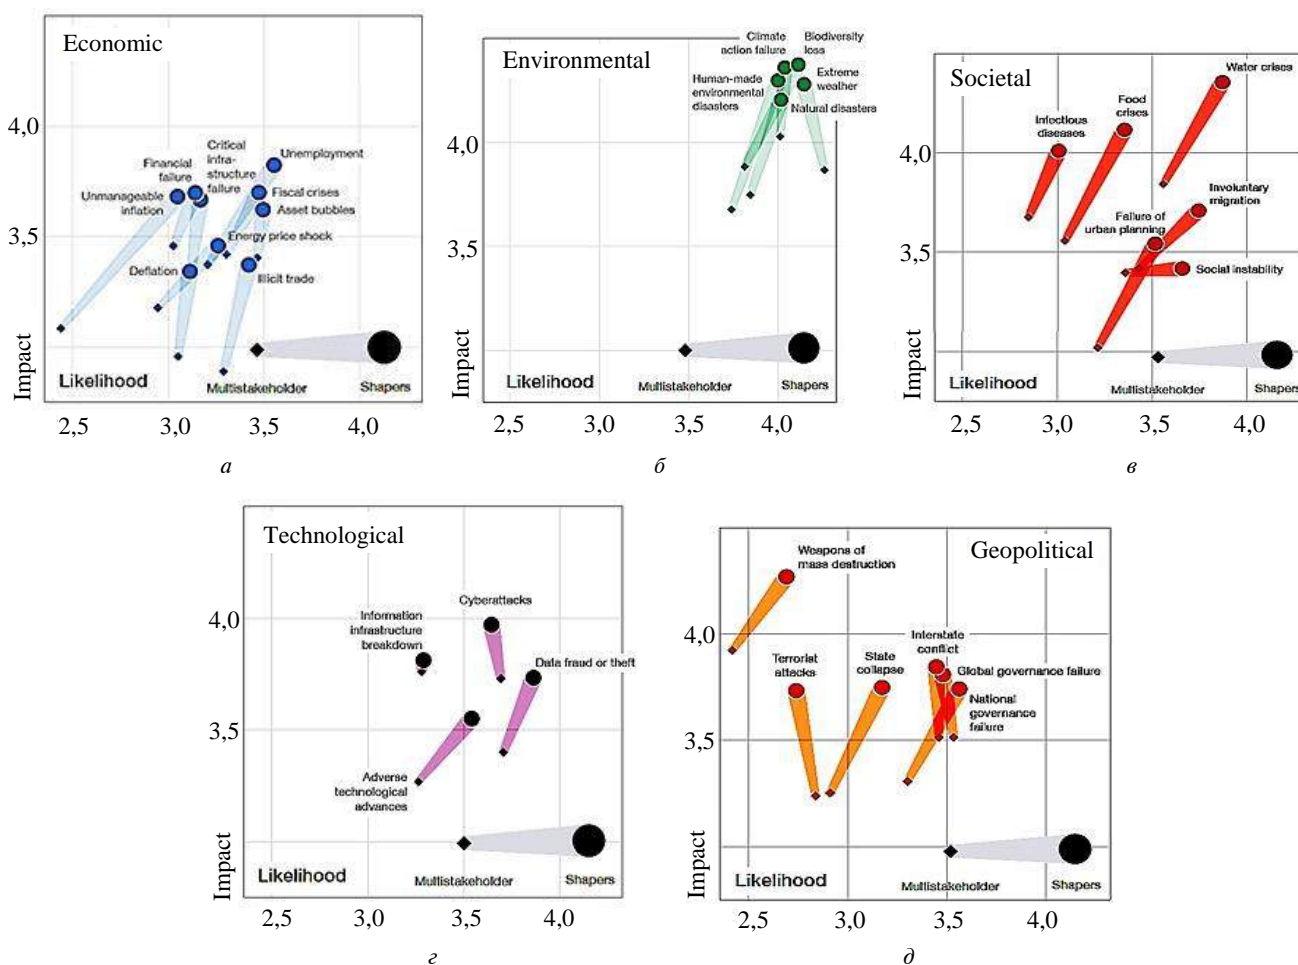 Economic
4,0
3,5
Impact
Unemployment
Critical
infra-
structure
failure
Financial
failure
Unmanageable
inflation
Fiscal crises
Asset bubbles
Energy price shock
Deflation
Illicit trade
Likelihood
Multistakeholder
Shapers
2,5
3,0
3,5
4,0
а
Environmental
4,0
3,5
Impact
Climate
action failure
Biodiversity
loss
Human-made
environmental
disasters
Extreme
weather
Natural disasters
Likelihood
Multistakeholder
Shapers
2,5
3,0
3,5
4,0
б
Societal
4,0
3,5
Impact
Water crises
Food
crises
Infectious
diseases
Involuntary
migration
Failure of
urban planning
Social instability
Likelihood
Multistakeholder
Shapers
2,5
3,0
3,5
4,0
в
Technological
4,0
3,5
Impact
Cyberattacks
Information
infrastructure
breakdown
Data fraud or theft
Adverse
technological
advances
Likelihood
Multistakeholder
Shapers
2,5
3,0
3,5
4,0
г
Geopolitical
4,0
3,5
Impact
Weapons of
mass destruction
Interstate
conflict
Terrorist
attacks
State
collapse
Global governance failure
National
governance
failure
Likelihood
Multistakeholder
Shapers
2,5
3,0
3,5
4,0
д